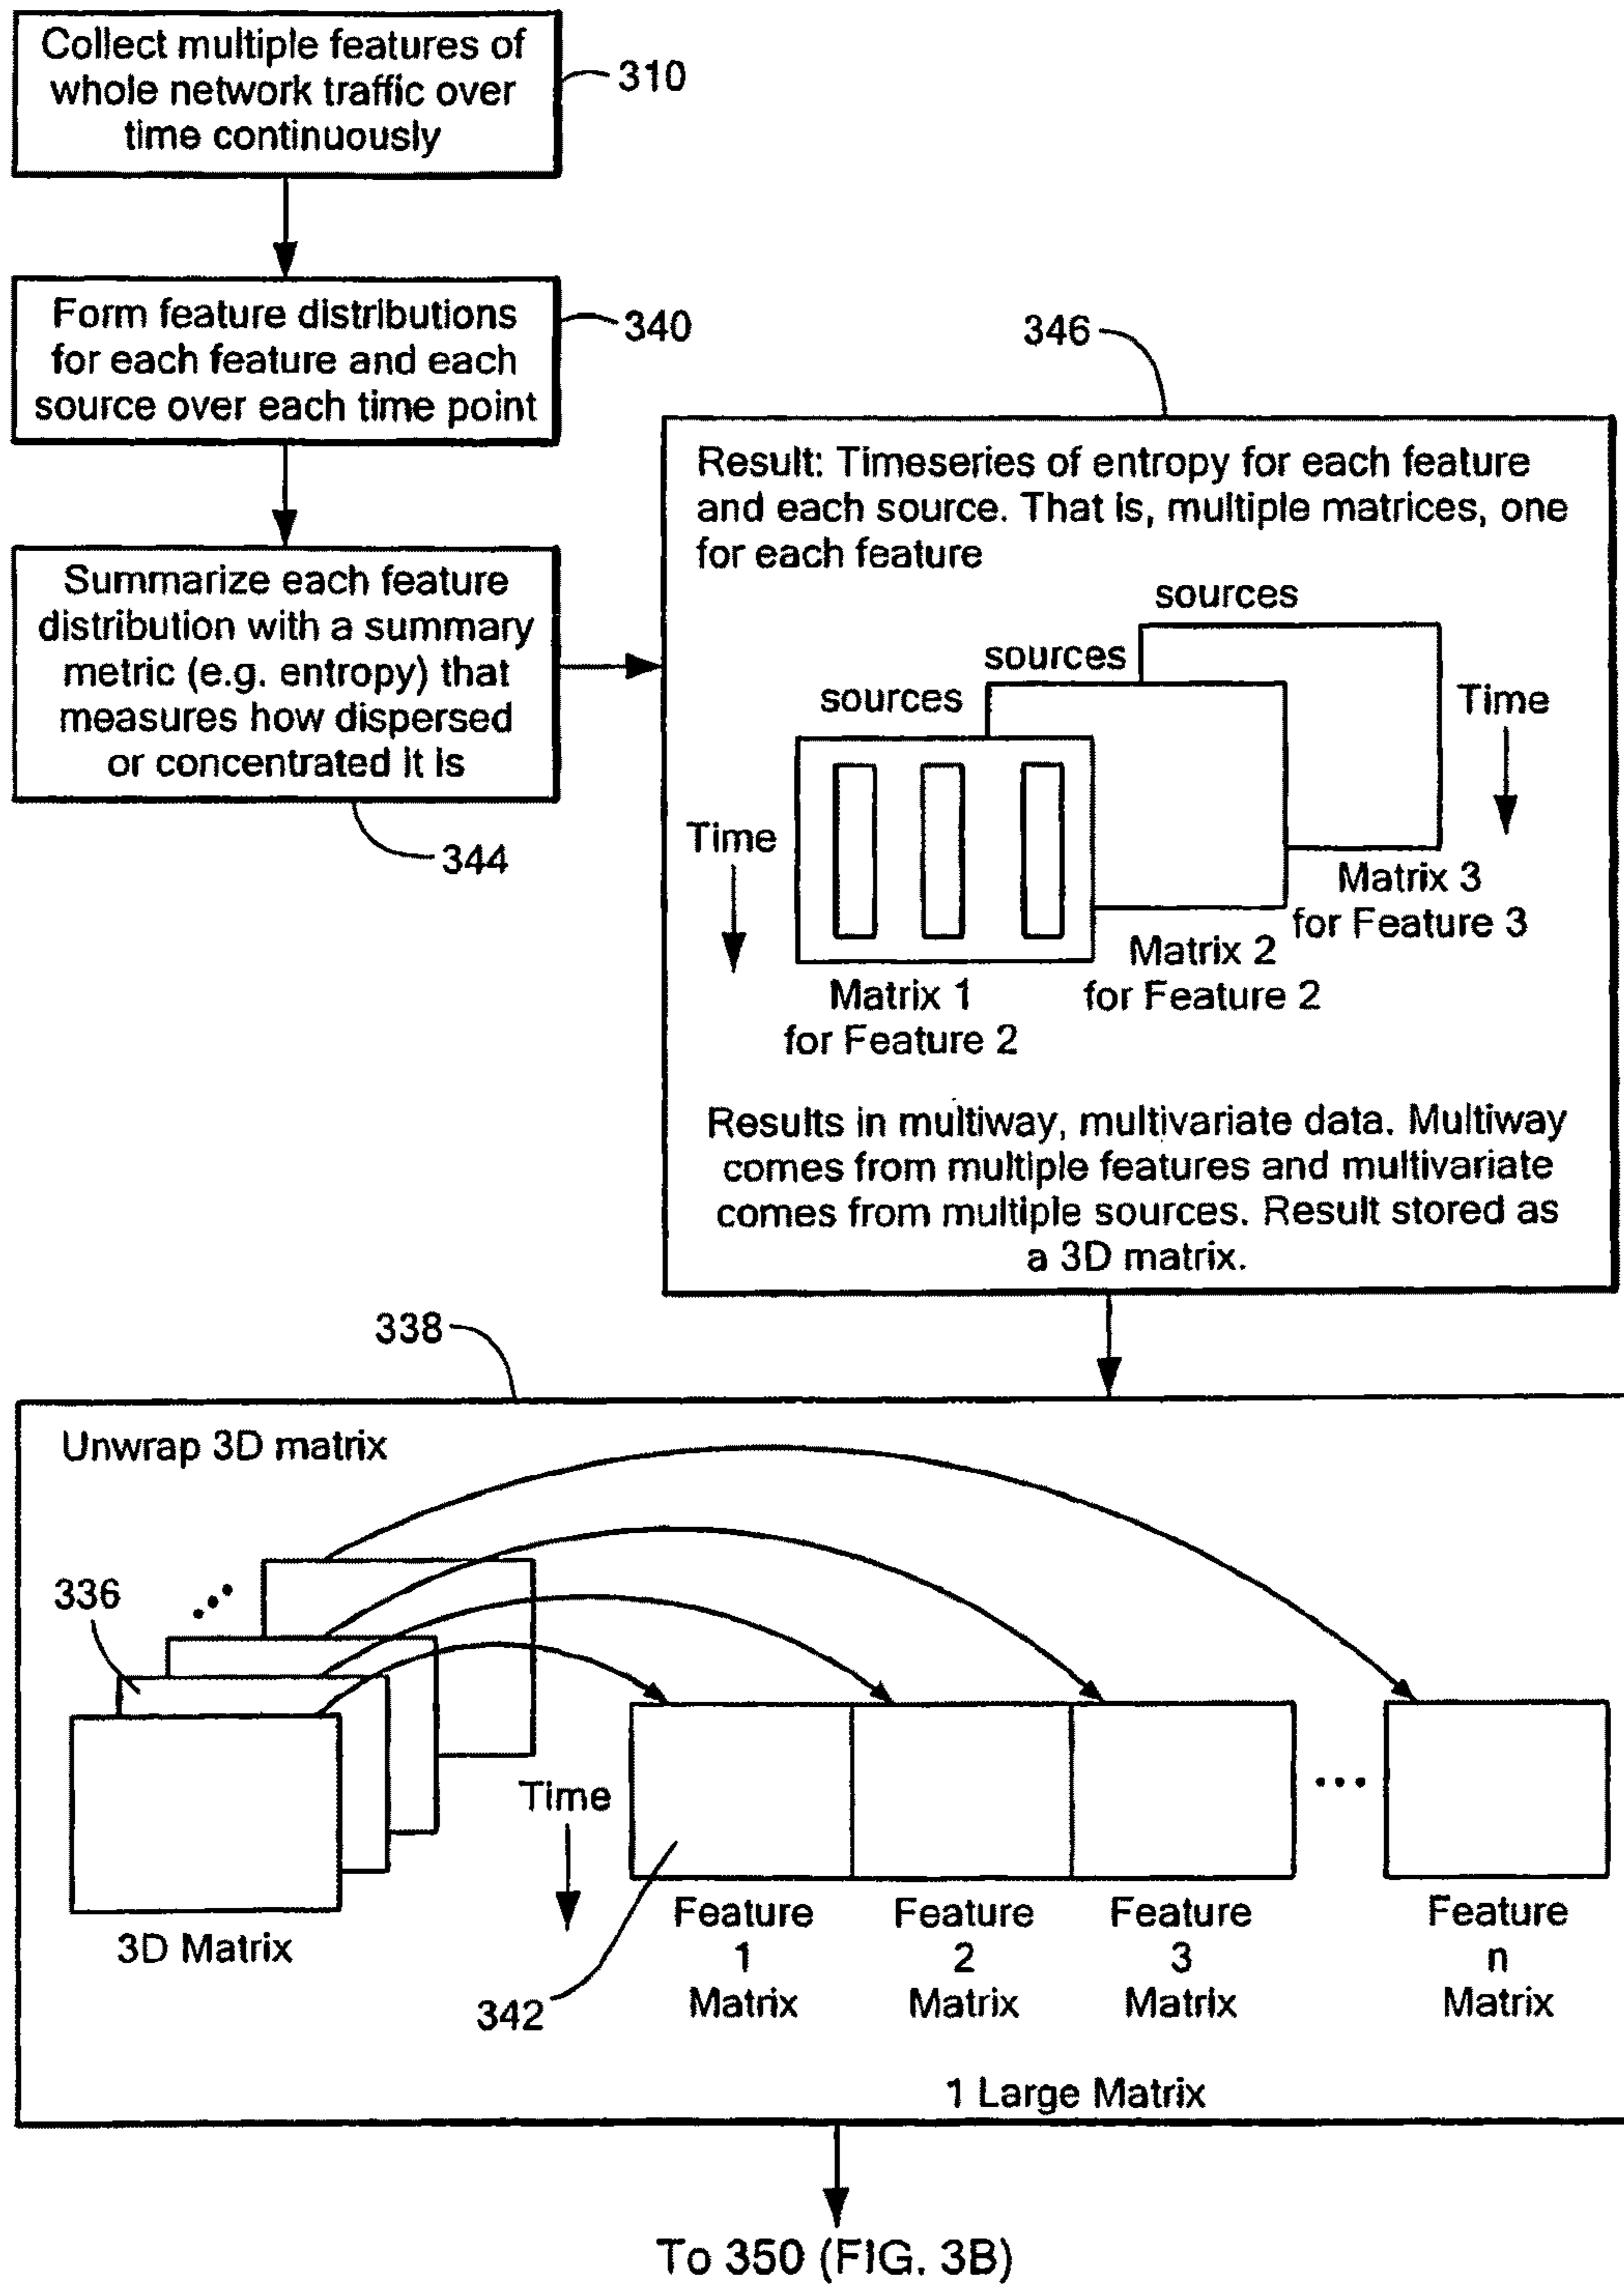 Collect multiple features of
whole network traffic over
time continuously
310
Form feature distributions
for each feature and each
source over each time point
340
Summarize each feature
distribution with a summary
metric (e.g. entropy) that
measures how dispersed
or concentrated it is
344
346
Result: Timeseries of entropy for each feature
and each source. That is, multiple matrices, one
for each feature
sources
sources
sources
Time
Time
Matrix 3
for Feature 3
Matrix 2
for Feature 2
Matrix 1
for Feature 2
Results in multiway, multivariate data. Multiway
comes from multiple features and multivariate
comes from multiple sources. Result stored as
a 3D matrix.
338
Unwrap 3D matrix
336
3D Matrix
Time
342
Feature
1
Matrix
Feature
2
Matrix
Feature
3
Matrix
Feature
n
Matrix
1 Large Matrix
To 350 (FIG. 3B)